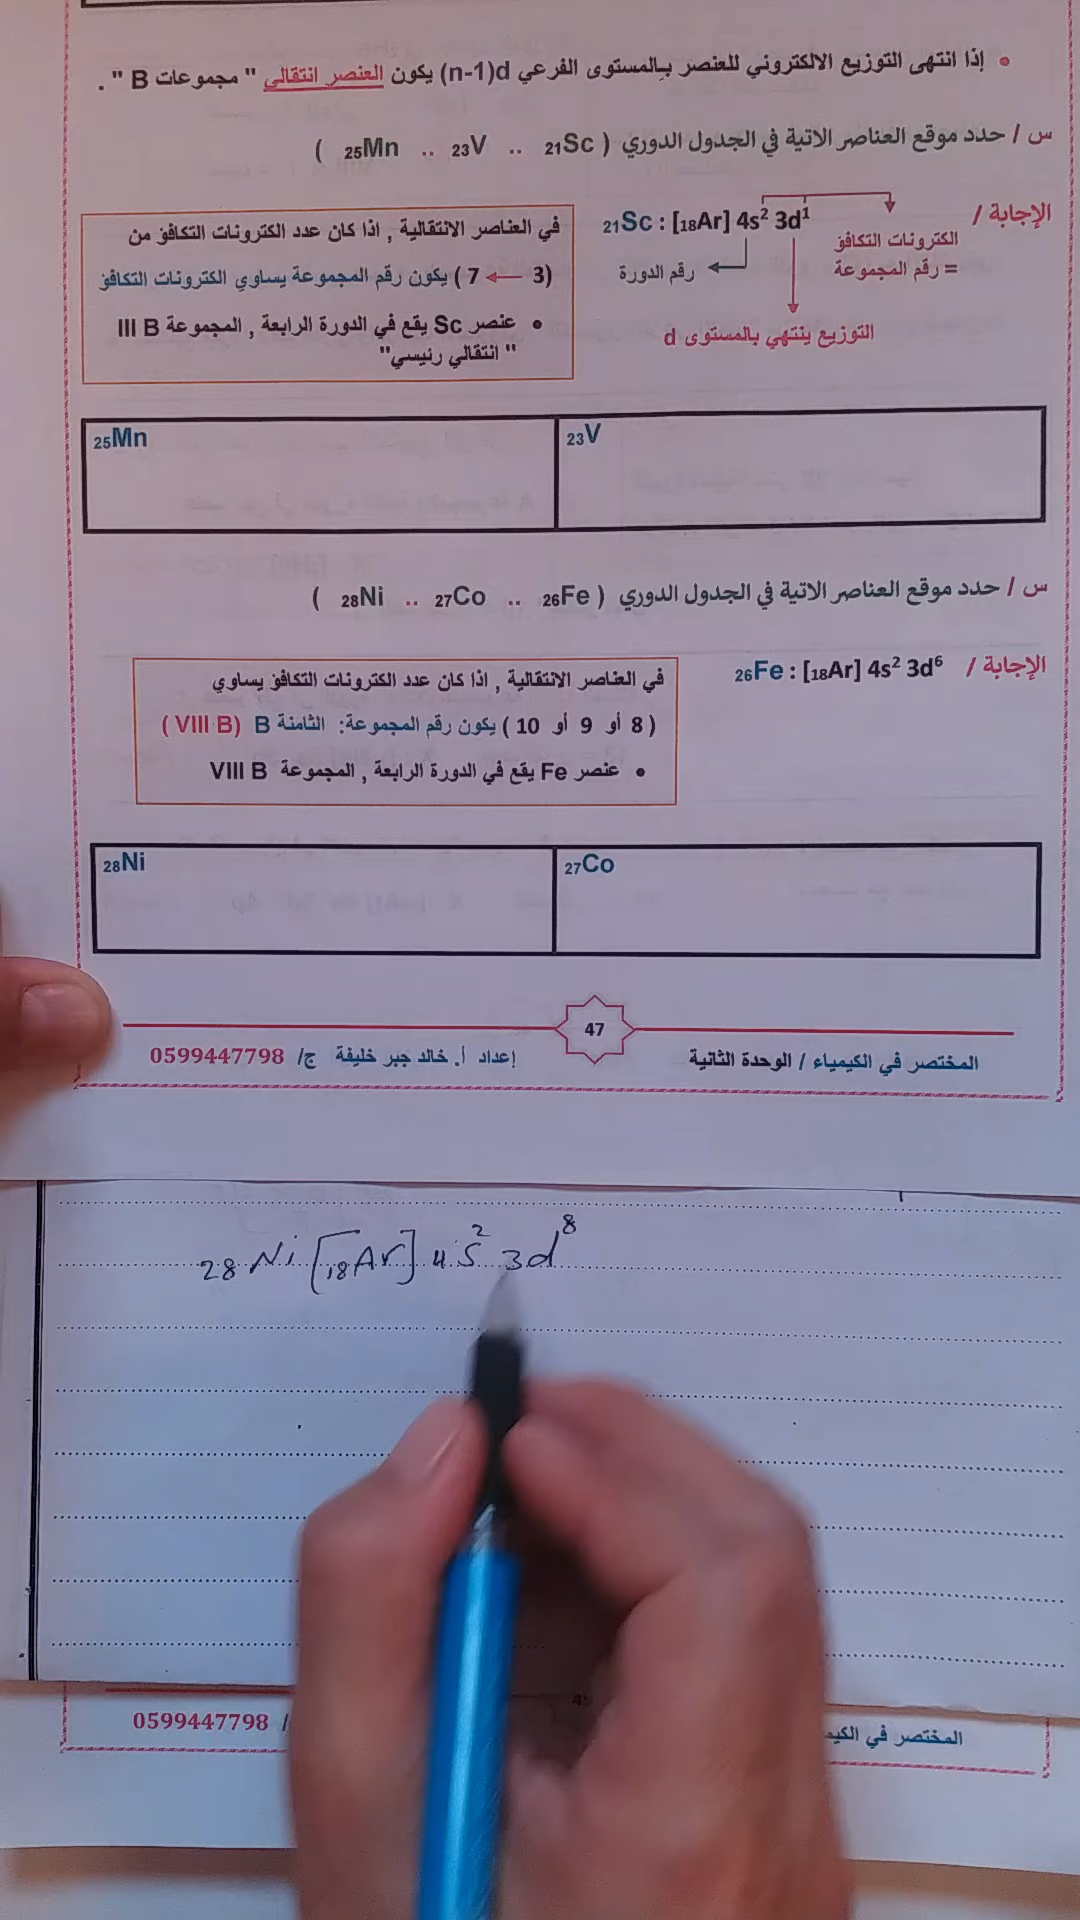 • إذا انتهى التوزيع الالكتروني للعنصر بالمستوى الفرعي (n-1)d يكون العنصر انتقالي " مجموعات B " .
س / حدد موقع العناصر الاتية في الجدول الدوري ( 21Sc .. 23V .. 25Mn )
الإجابة /
21Sc : [18Ar] 4s² 3d¹
الكترونات التكافؤ
= رقم المجموعة
رقم الدورة
التوزيع ينتهي بالمستوى d
في العناصر الانتقالية , اذا كان عدد الكترونات التكافؤ من
(3 → 7 ) يكون رقم المجموعة يساوي الكترونات التكافؤ
• عنصر Sc يقع في الدورة الرابعة , المجموعة III B
" انتقالي رئيسي"
23V
25Mn
س / حدد موقع العناصر الاتية في الجدول الدوري ( 26Fe .. 27Co .. 28Ni )
الإجابة / 26Fe : [18Ar] 4s² 3d⁶
في العناصر الانتقالية , اذا كان عدد الكترونات التكافؤ يساوي
( 8 أو 9 أو 10 ) يكون رقم المجموعة: الثامنة B (VIII B )
• عنصر Fe يقع في الدورة الرابعة , المجموعة VIII B
27Co
28Ni
47
المختصر في الكيمياء / الوحدة الثانية
إعداد أ. خالد جبر خليفة ج/ 0599447798
28 Ni [18Ar] 4s² 3d⁸
المختصر في الكيم
0599447798 /